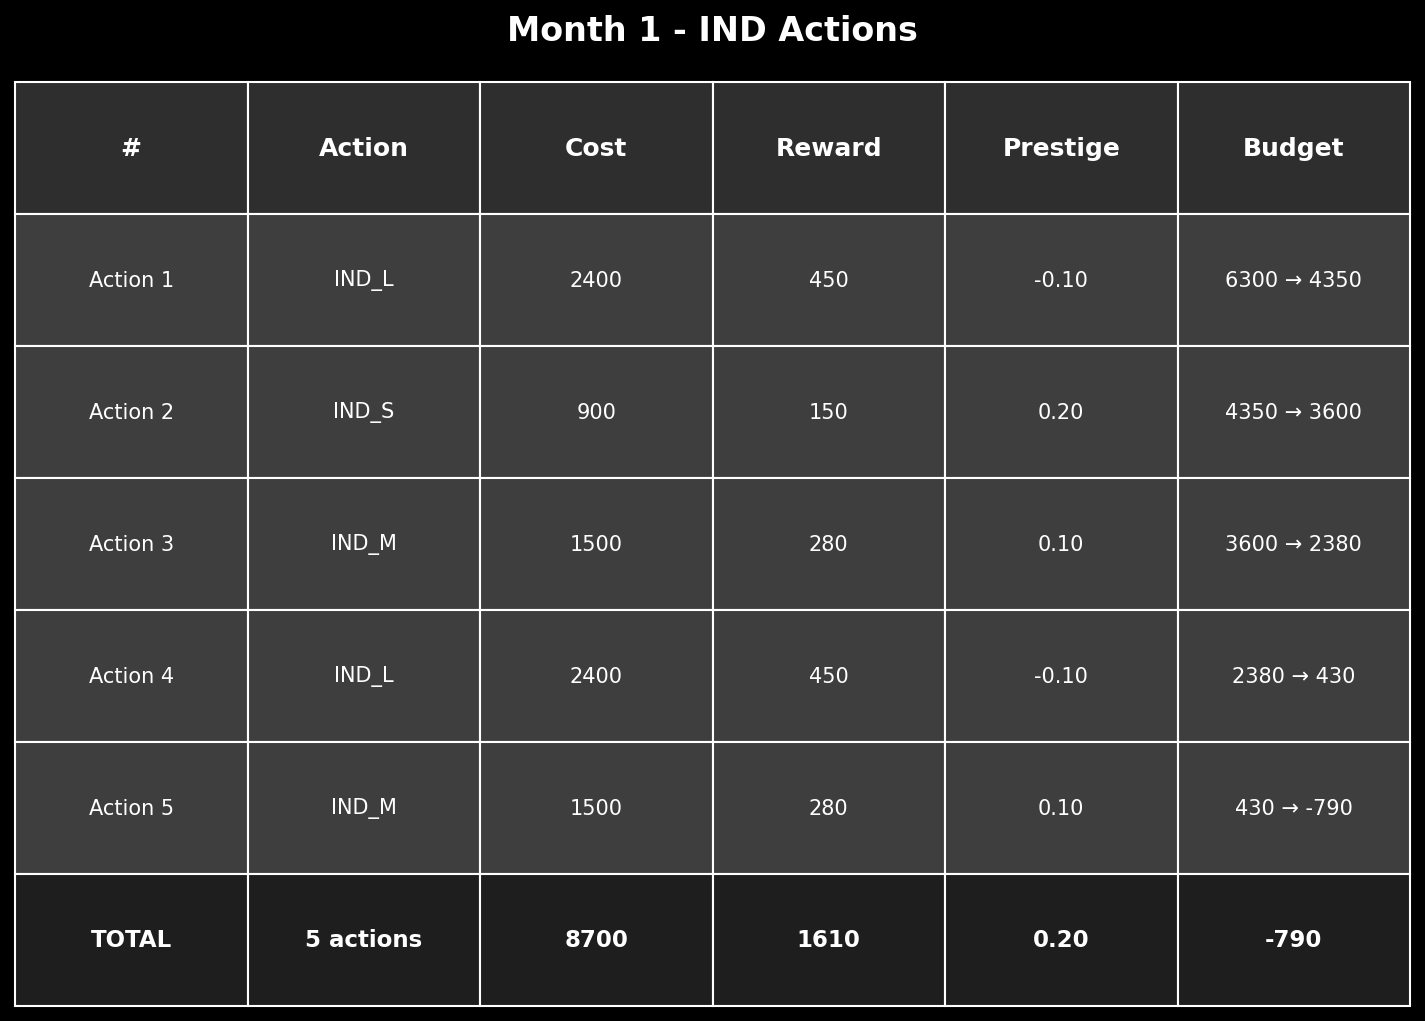 Month 1 - IND Actions
# Action Cost Reward Prestige Budget
Action 1 IND_L 2400 450 -0.10 6300 → 4350
Action 2 IND_S 900 150 0.20 4350 → 3600
Action 3 IND_M 1500 280 0.10 3600 → 2380
Action 4 IND_L 2400 450 -0.10 2380 → 430
Action 5 IND_M 1500 280 0.10 430 → -790
TOTAL 5 actions 8700 1610 0.20 -790